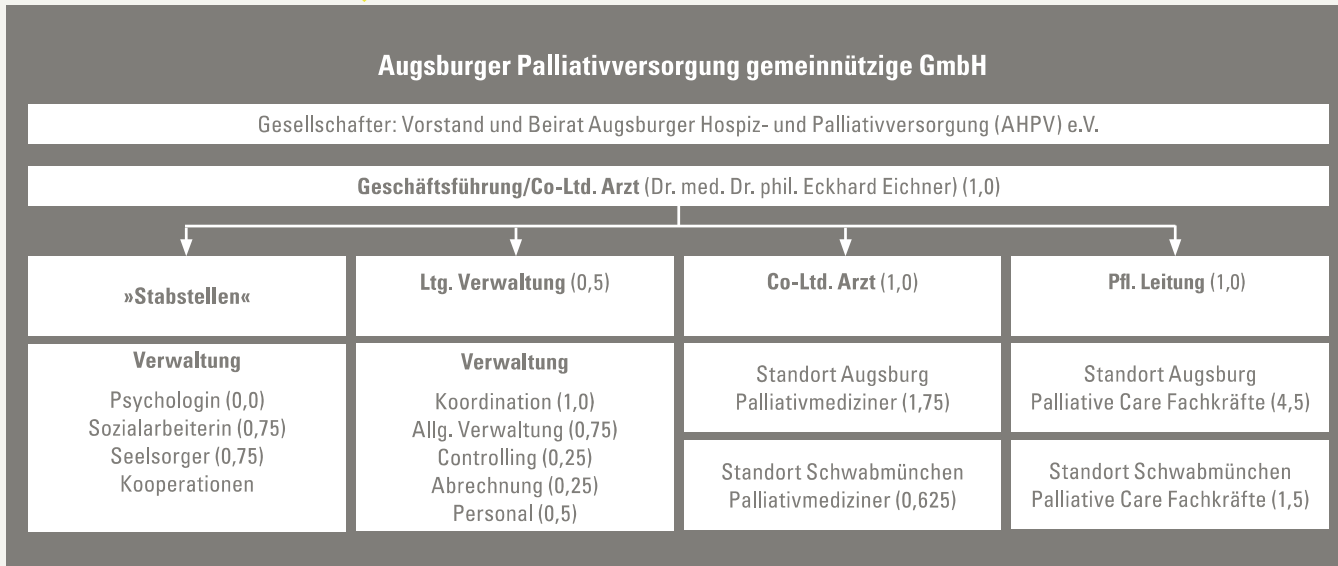 Augsburger Palliativversorgung gemeinnützige GmbH
Gesellschafter: Vorstand und Beirat Augsburger Hospiz- und Palliativversorgung (AHPV) e.V.
Geschäftsführung/Co-Ltd. Arzt (Dr. med. Dr. phil. Eckhard Eichner) (1,0)
»Stabstellen«
Verwaltung
Psychologin (0,0)
Sozialarbeiterin (0,75)
Seelsorger (0,75)
Kooperationen
Ltg. Verwaltung (0,5)
Verwaltung
Koordination (1,0)
Allg. Verwaltung (0,75)
Controlling (0,25)
Abrechnung (0,25)
Personal (0,5)
Co-Ltd. Arzt (1,0)
Standort Augsburg
Palliativmediziner (1,75)
Standort Schwabmünchen
Palliativmediziner (0,625)
Pfl. Leitung (1,0)
Standort Augsburg
Palliative Care Fachkräfte (4,5)
Standort Schwabmünchen
Palliative Care Fachkräfte (1,5)